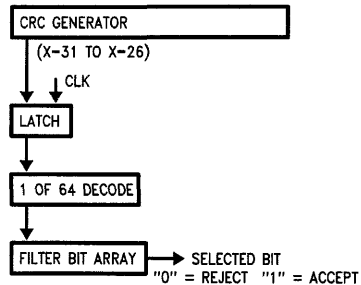 CRC GENERATOR
(X-31 TO X-26)
CLK
LATCH
1 OF 64 DECODE
FILTER BIT ARRAY
SELECTED BIT
"0" = REJECT "1" = ACCEPT